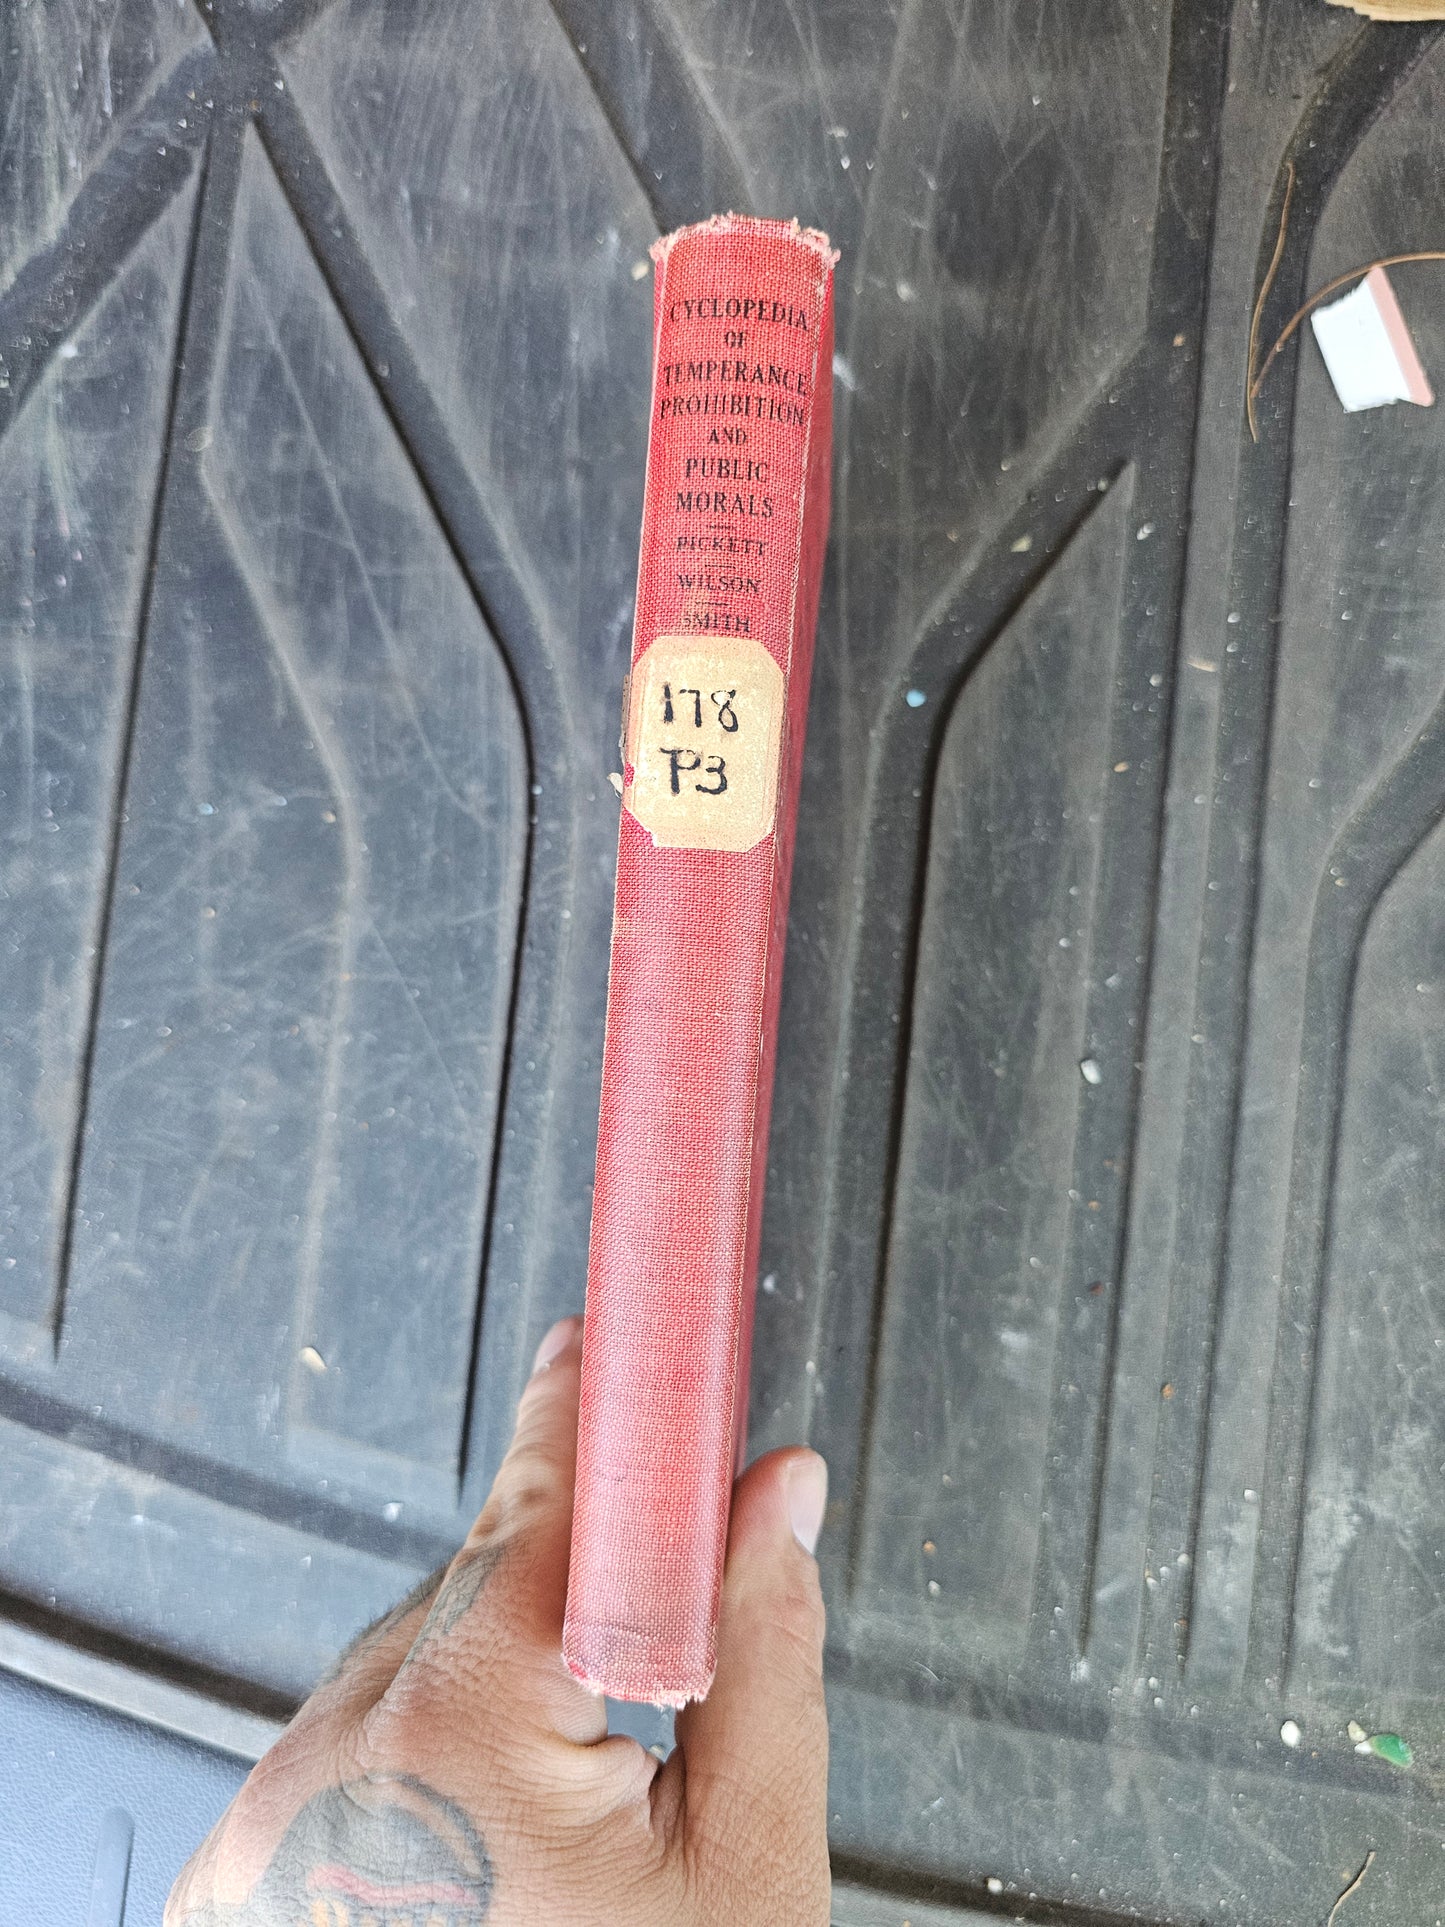 CYCLOPEDIA
OF
TEMPERANCE
PROHIBITION
AND
PUBLIC
MORALS
PICKETT
WILSON
SMITH
178
P3